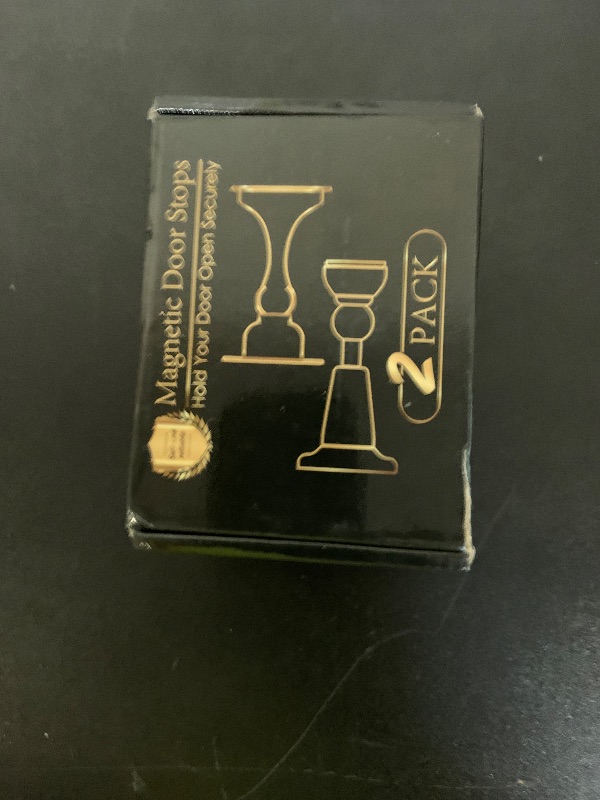 Magnetic Door Stops
Hold Your Door Open Securely
2 PACK